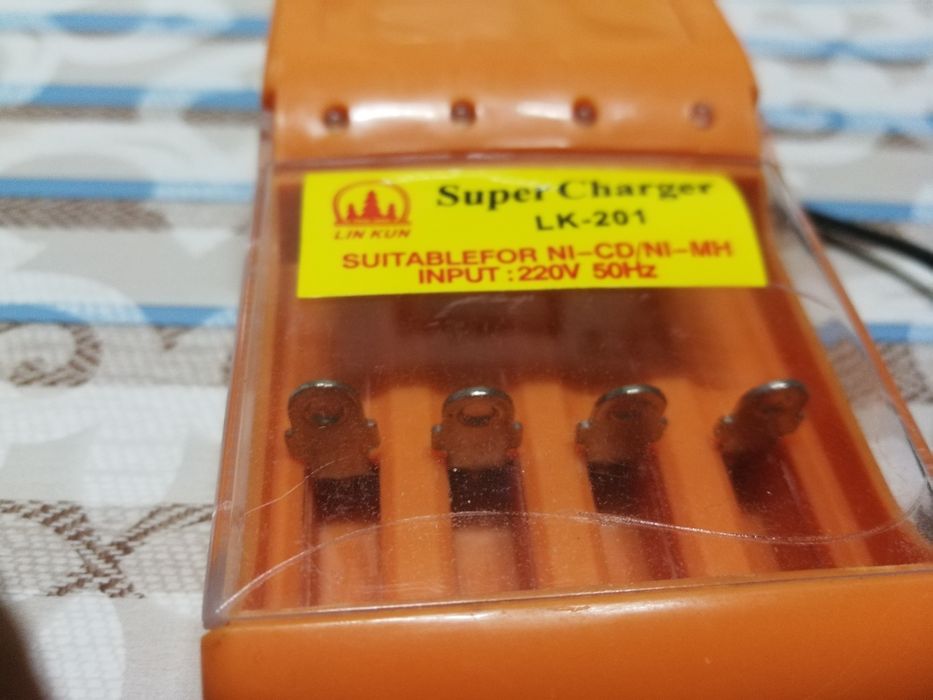 Super Charger
LK-201
LIN KUN
SUITABLEFOR NI-CD/NI-MH
INPUT : 220V 50Hz